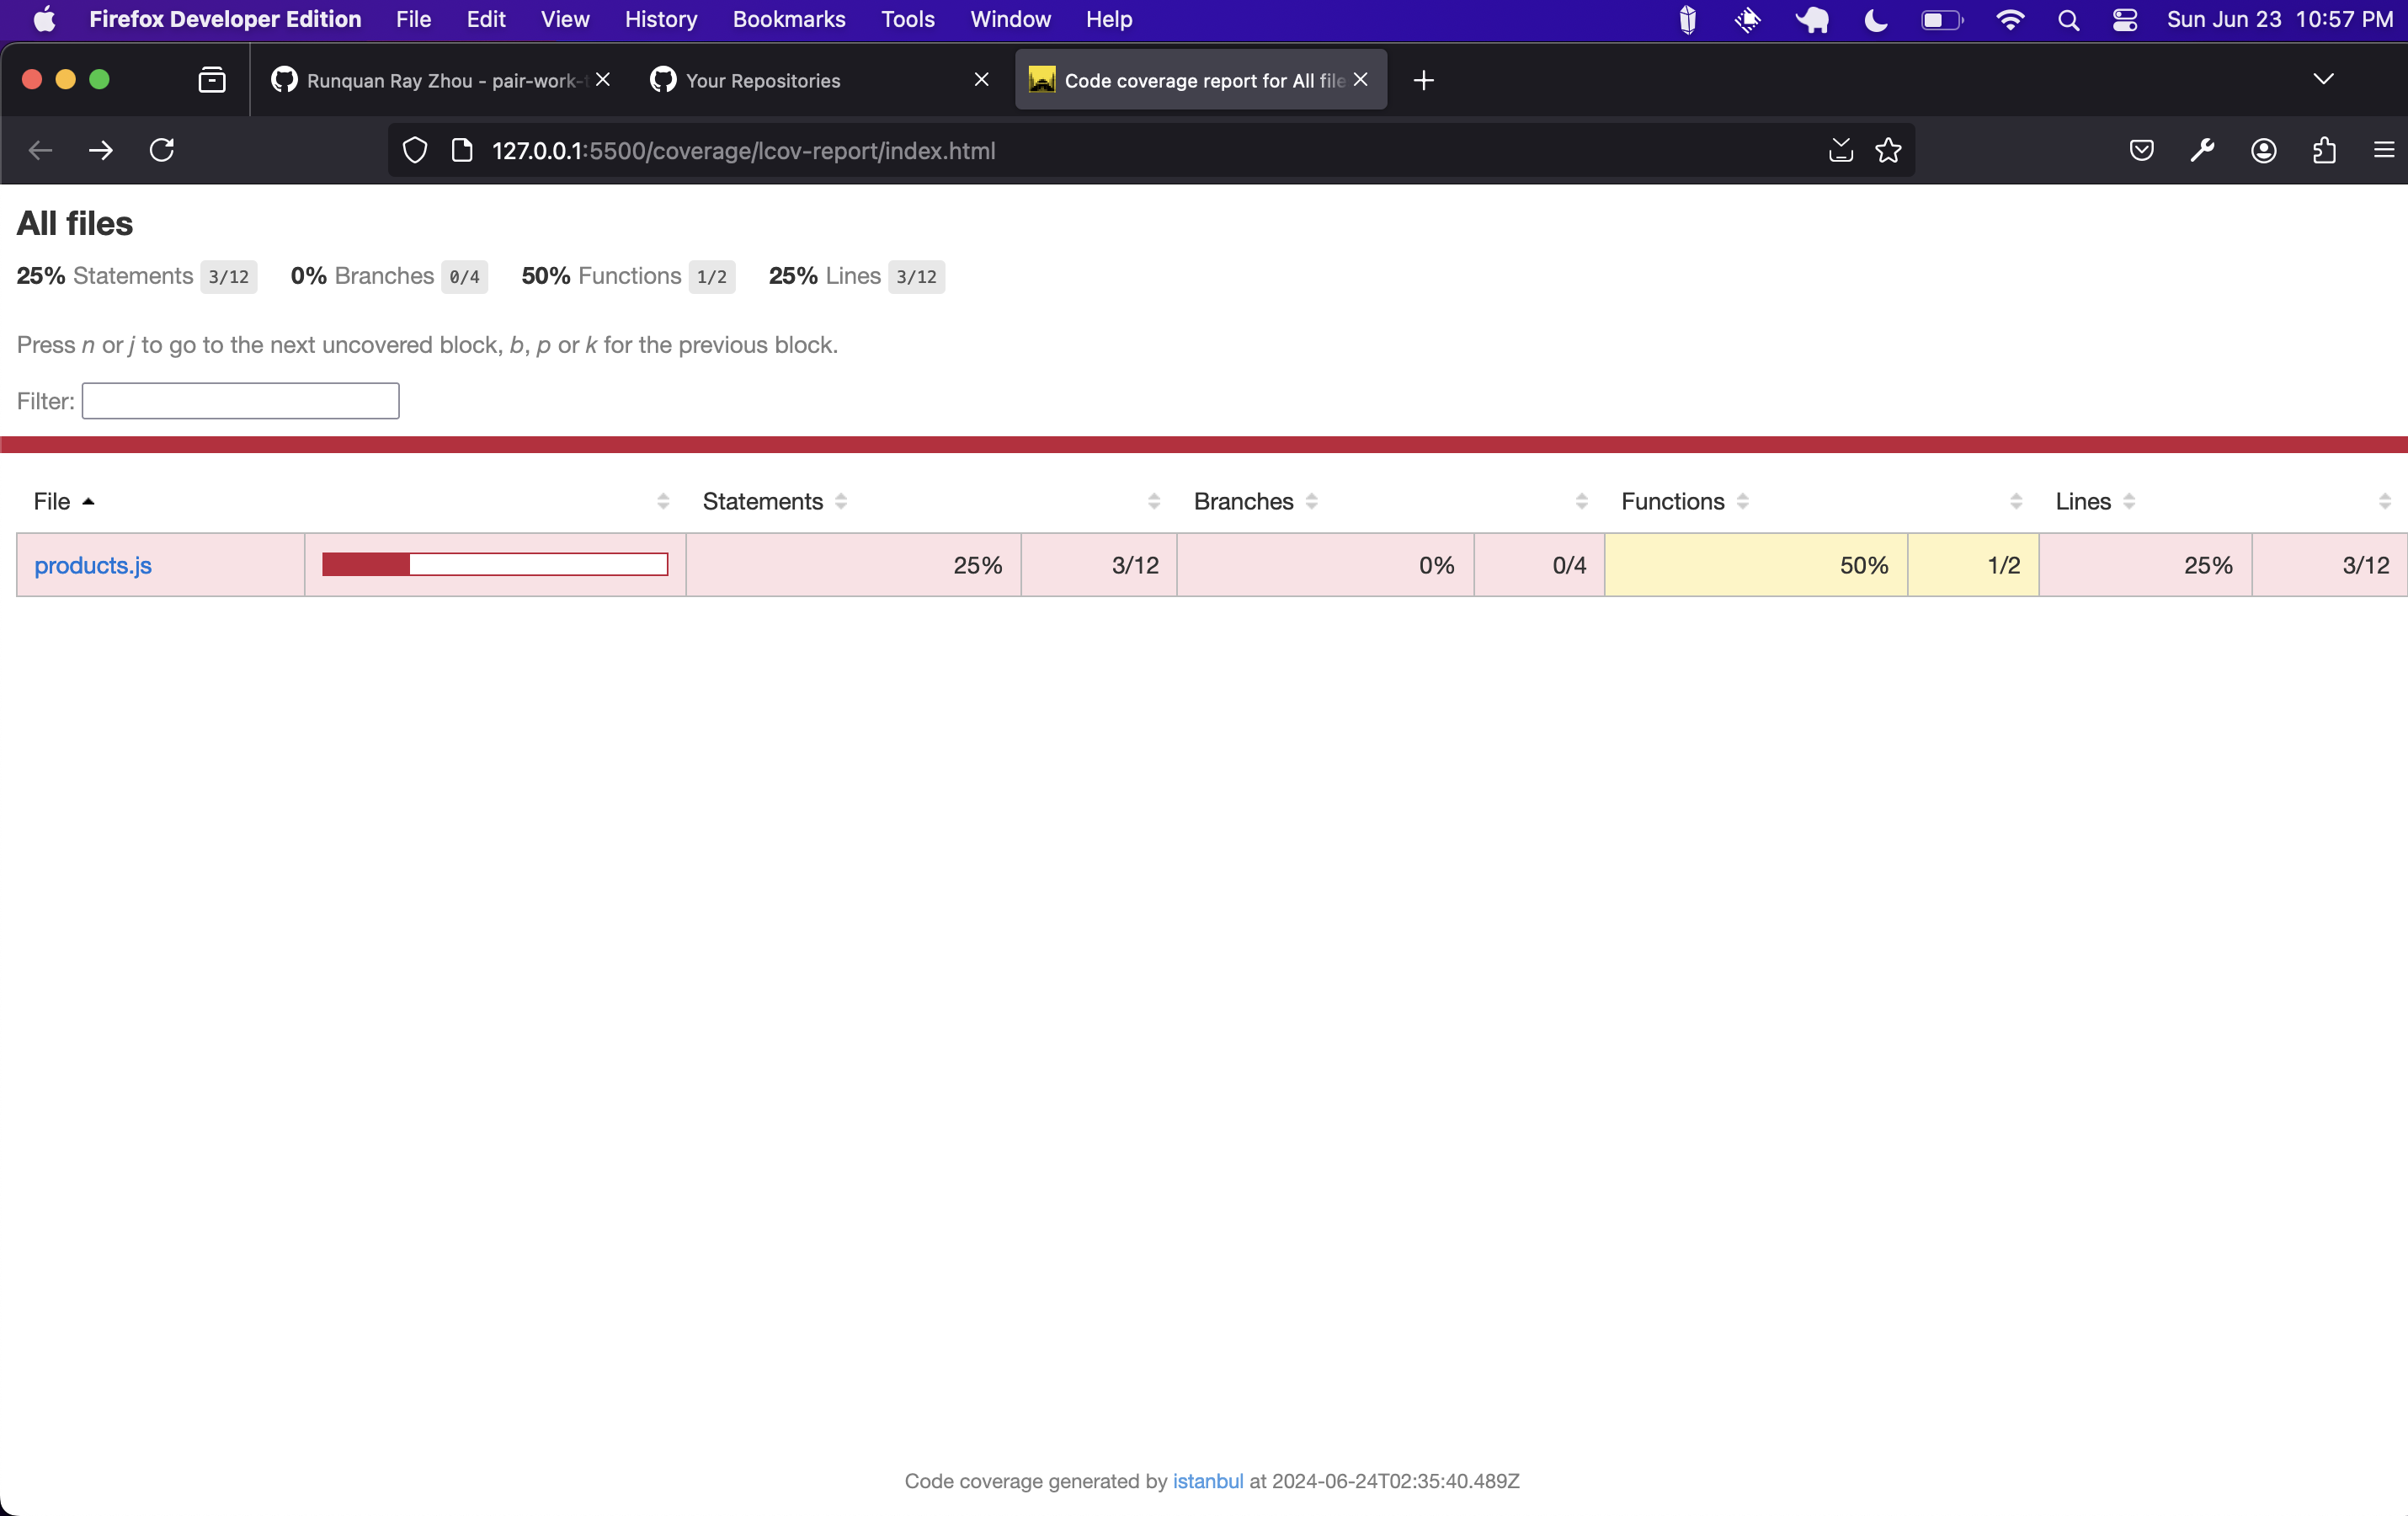 Firefox Developer Edition File Edit View History Bookmarks Tools Window Help Sun Jun 23 10:57 PM
Runquan Ray Zhou - pair-work- Your Repositories Code coverage report for All file
127.0.0.1:5500/coverage/lcov-report/index.html
All files
25% Statements 3/12 0% Branches 0/4 50% Functions 1/2 25% Lines 3/12
Press n or j to go to the next uncovered block, b, p or k for the previous block.
Filter:
File Statements Branches Functions Lines
products.js 25% 3/12 0% 0/4 50% 1/2 25% 3/12
Code coverage generated by istanbul at 2024-06-24T02:35:40.489Z